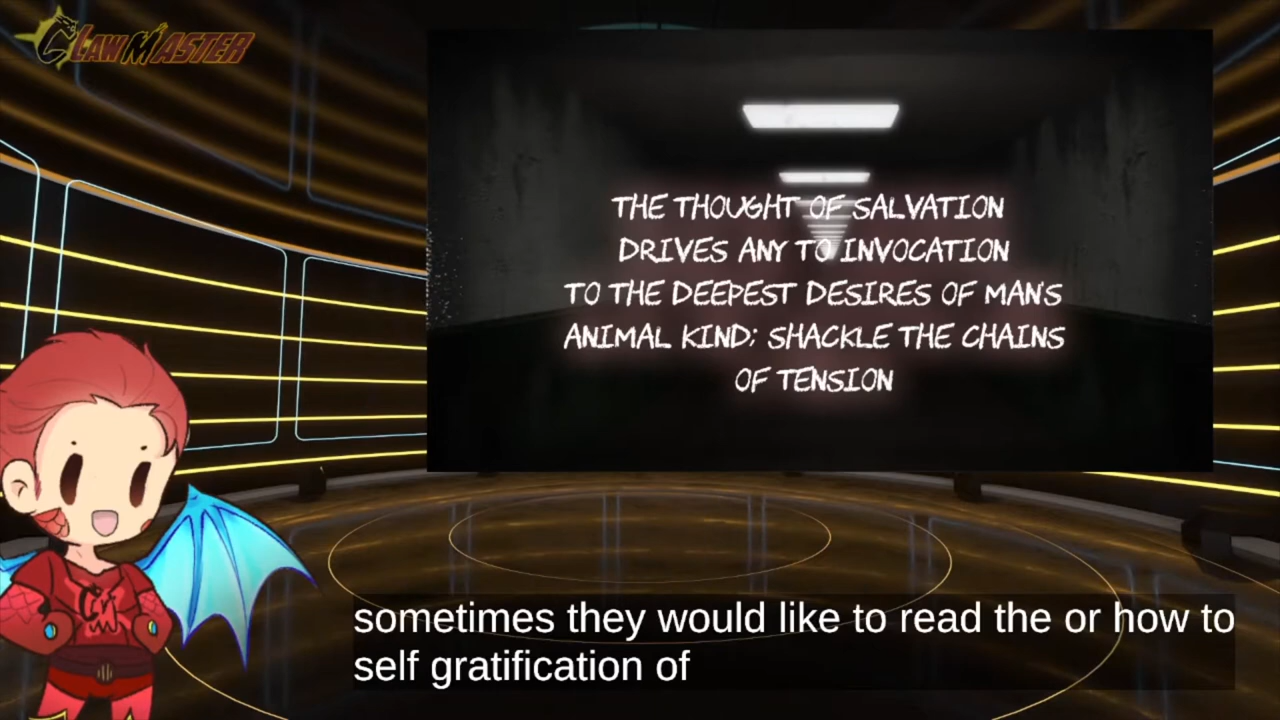 CLAWMASTER
THE THOUGHT OF SALVATION
DRIVES ANY TO INVOCATION
TO THE DEEPEST DESIRES OF MAN'S
ANIMAL KIND; SHACKLE THE CHAINS
OF TENSION
CM
sometimes they would like to read the or how to
self gratification of